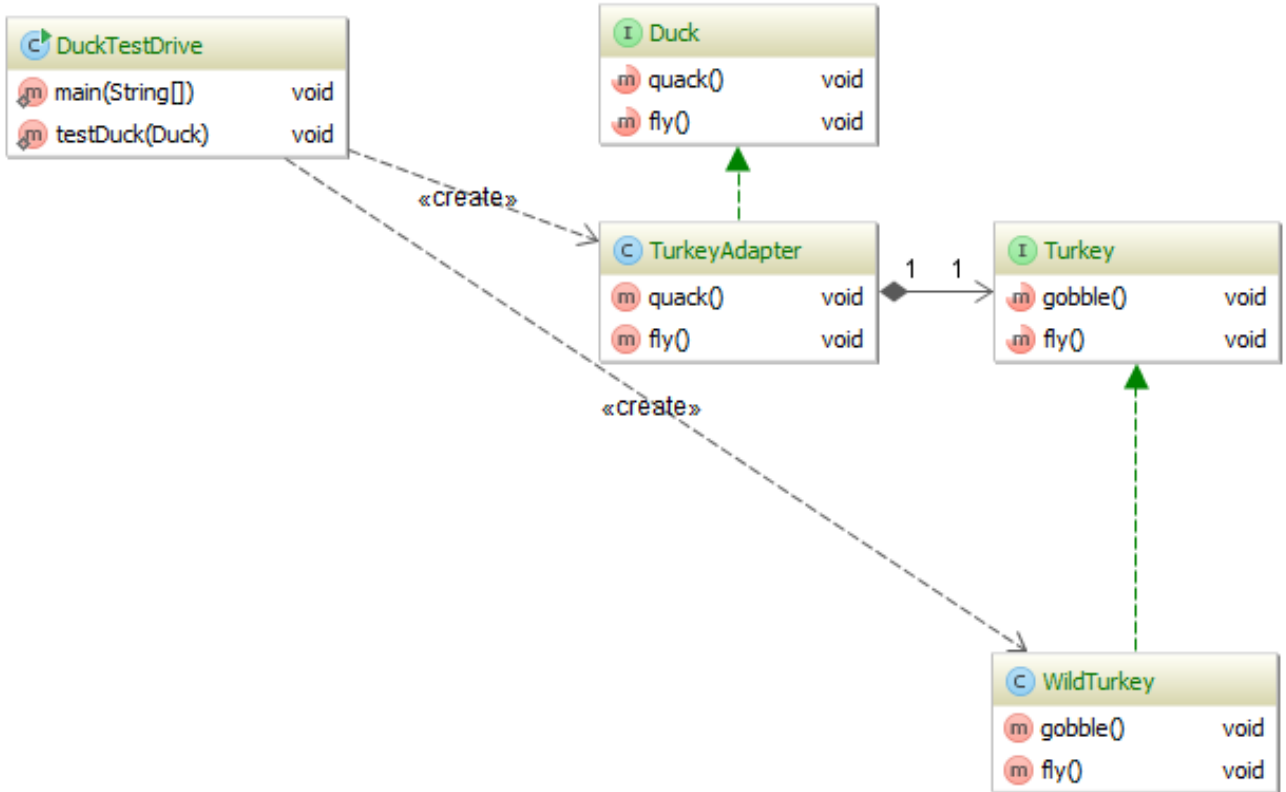 C DuckTestDrive
m main(String[]) void
m testDuck(Duck) void
I Duck
m quack() void
m fly() void
«create»
C TurkeyAdapter
m quack() void
m fly() void
1 1
I Turkey
m gobble() void
m fly() void
«create»
C WildTurkey
m gobble() void
m fly() void